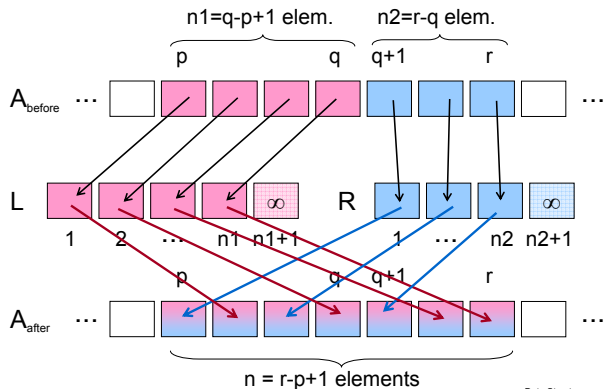 n1=q-p+1 elem. n2=r-q elem.
p q q+1 r
A before ... ...
L ∞ R ∞
1 2 ... n1 n1+1 1 ... n2 n2+1
p q q+1 r
A after ... ...
n = r-p+1 elements